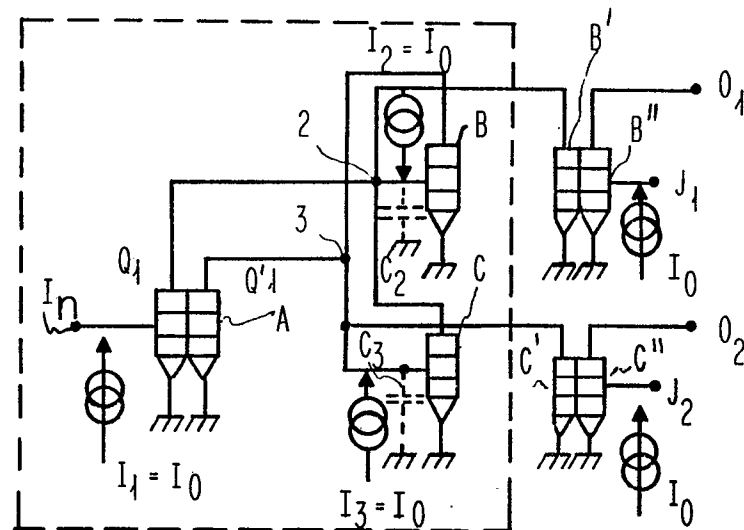 I2 = I0
B'
O1
2
B
B"
J1
3
C2
I0
Q1
Q'1
In
A
C
O2
C3
C'
C"
J2
I1 = I0
I3 = I0
I0